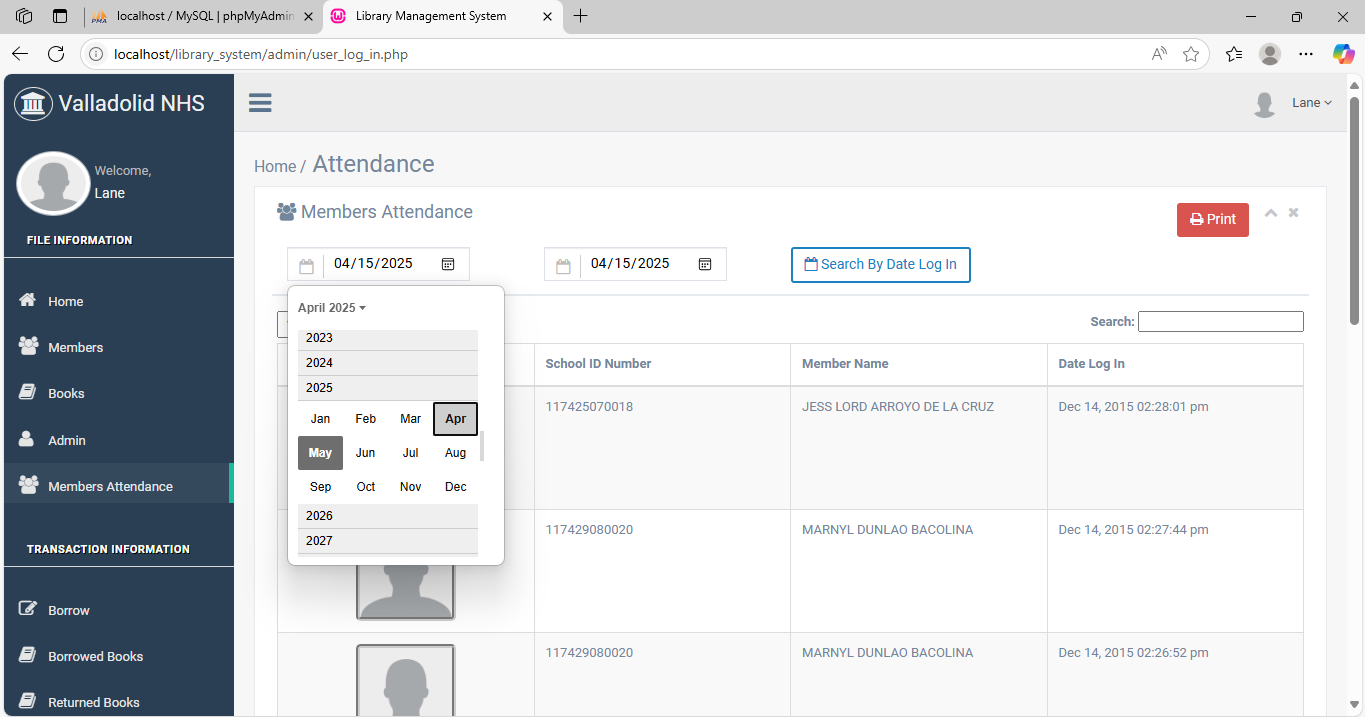 localhost / MySQL | phpMyAdmin
Library Management System
localhost/library_system/admin/user_log_in.php
Valladolid NHS
Lane
Welcome,
Lane
FILE INFORMATION
Home
Members
Books
Admin
Members Attendance
TRANSACTION INFORMATION
Borrow
Borrowed Books
Returned Books
Home / Attendance
Members Attendance
Print
04/15/2025
04/15/2025
Search By Date Log In
April 2025
2023
2024
2025
Jan Feb Mar Apr
May Jun Jul Aug
Sep Oct Nov Dec
2026
2027
Search:
School ID Number Member Name Date Log In
117425070018 JESS LORD ARROYO DE LA CRUZ Dec 14, 2015 02:28:01 pm
117429080020 MARNYL DUNLAO BACOLINA Dec 14, 2015 02:27:44 pm
117429080020 MARNYL DUNLAO BACOLINA Dec 14, 2015 02:26:52 pm